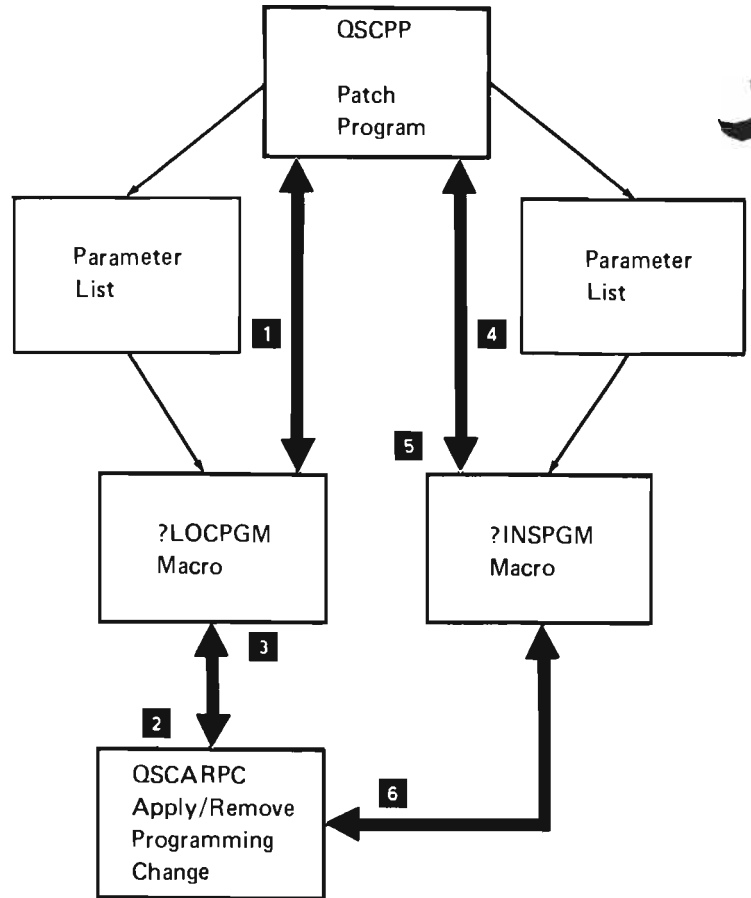 QSCPP
Patch
Program
Parameter
List
Parameter
List
1
4
5
?LOCPGM
Macro
?INSPGM
Macro
3
2
QSCARPC
Apply/Remove
Programming
Change
6